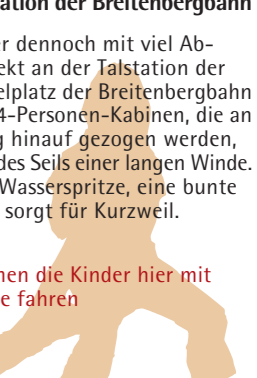 ation der Breitenbergbahn
er dennoch mit viel Ab-
ekt an der Talstation der
elplatz der Breitenbergbahn
4-Personen-Kabinen, die an
g hinauf gezogen werden,
des Seils einer langen Winde.
Wasserspritze, eine bunte
sorgt für Kurzweil.
nen die Kinder hier mit
e fahren